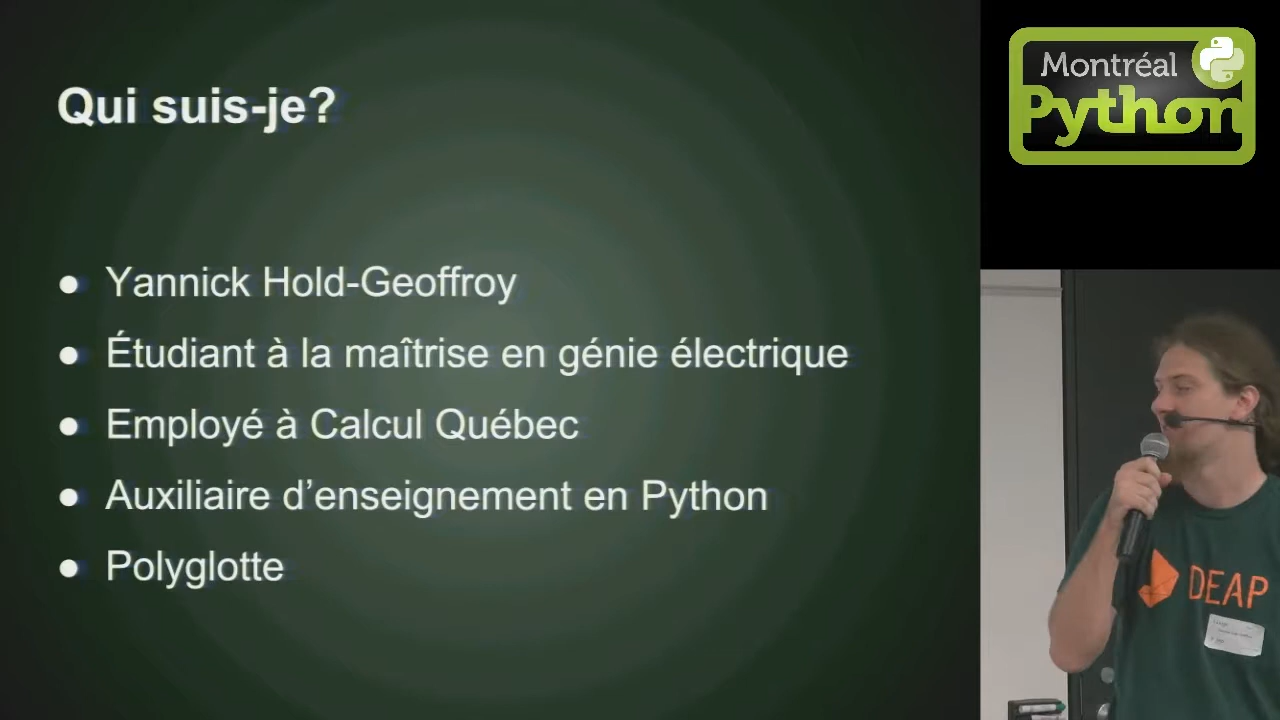 Qui suis-je?
● Yannick Hold-Geoffroy
● Étudiant à la maîtrise en génie électrique
● Employé à Calcul Québec
● Auxiliaire d’enseignement en Python
● Polyglotte
Montréal
Python
DEAP